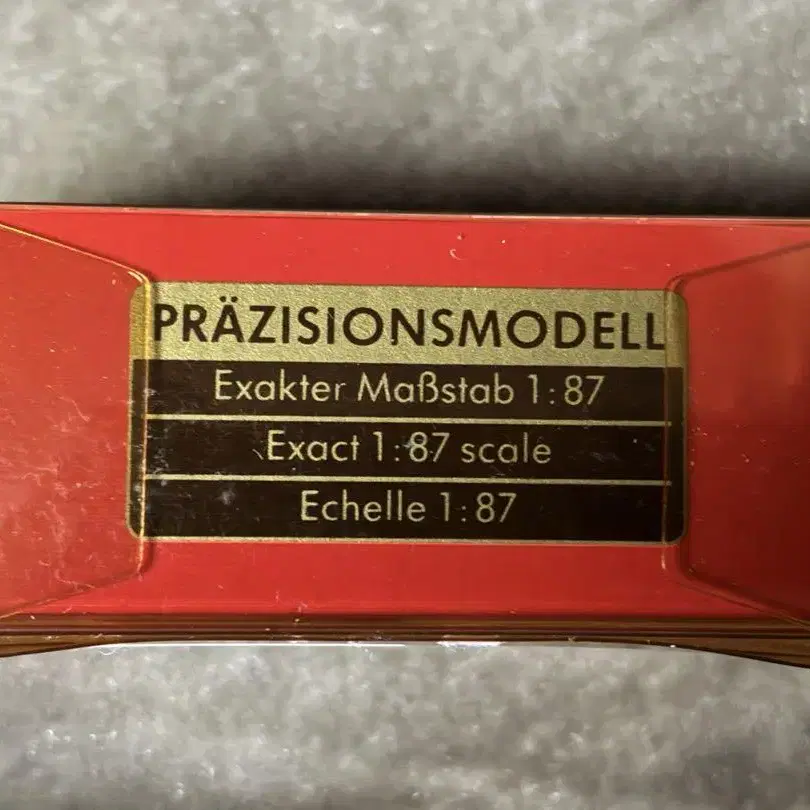 PRÄZISIONSMODELL
Exakter Maßstab 1:87
Exact 1:87 scale
Echelle 1:87